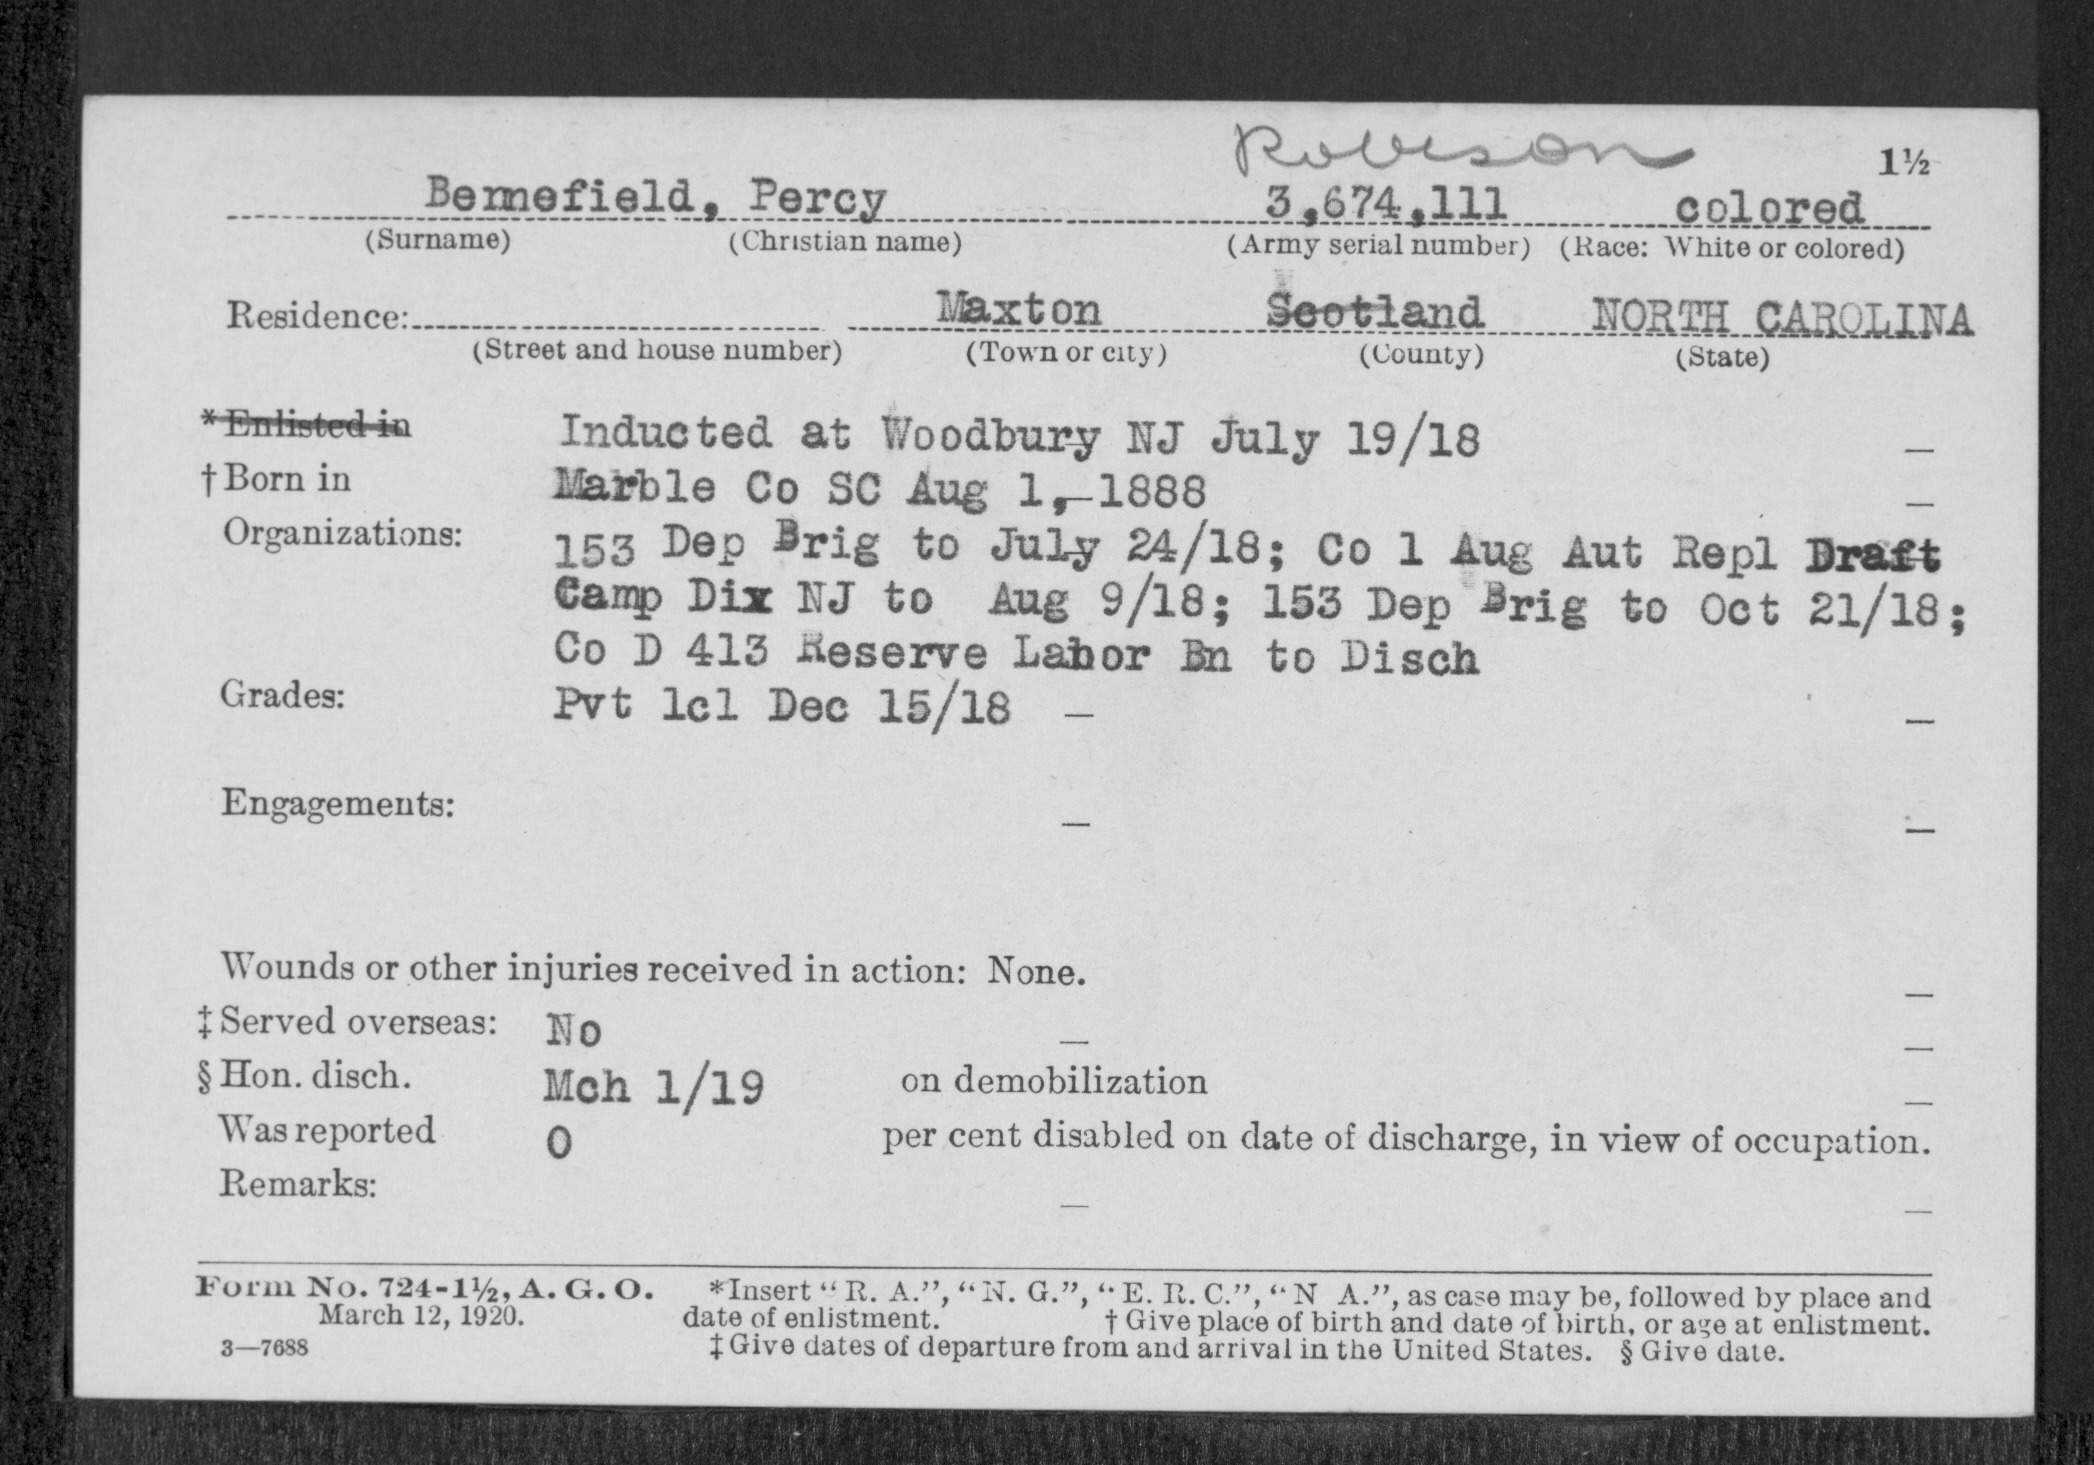 Robeson
1½
Bennefield, Percy 3,674,111 colored
(Surname) (Christian name) (Army serial number) (Race: White or colored)
Residence: Maxton Scotland NORTH CAROLINA
(Street and house number) (Town or city) (County) (State)
*Enlisted in Inducted at Woodbury NJ July 19/18 –
†Born in Marble Co SC Aug 1, 1888 –
Organizations: 153 Dep Brig to July 24/18; Co 1 Aug Aut Repl Draft
Camp Dix NJ to Aug 9/18; 153 Dep Brig to Oct 21/18;
Co D 413 Reserve Labor Bn to Disch
Grades: Pvt 1cl Dec 15/18 – –
Engagements: – –
Wounds or other injuries received in action: None. –
‡Served overseas: No – –
§Hon. disch. Mch 1/19 on demobilization –
Was reported 0 per cent disabled on date of discharge, in view of occupation.
Remarks: – –
Form No. 724-1½, A. G. O. *Insert "R. A.", "N. G.", "E. R. C.", "N A.", as case may be, followed by place and
March 12, 1920. date of enlistment. †Give place of birth and date of birth, or age at enlistment.
3—7688 ‡Give dates of departure from and arrival in the United States. §Give date.